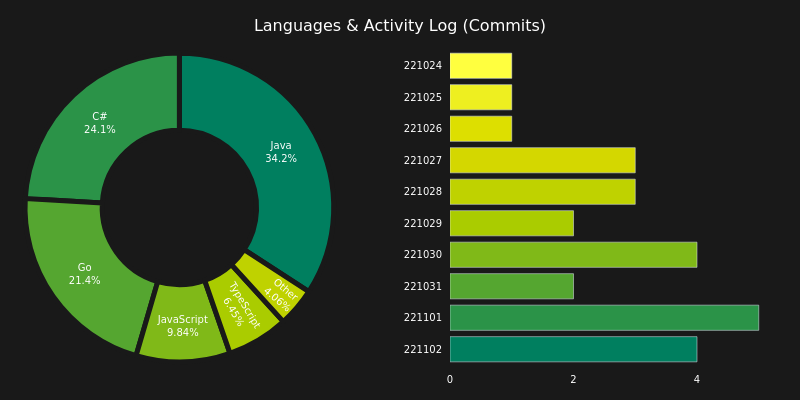 Languages & Activity Log (Commits)
C#
24.1%
Java
34.2%
Go
21.4%
JavaScript
9.84%
TypeScript
6.45%
Other
4.06%
221024
221025
221026
221027
221028
221029
221030
221031
221101
221102
0
2
4